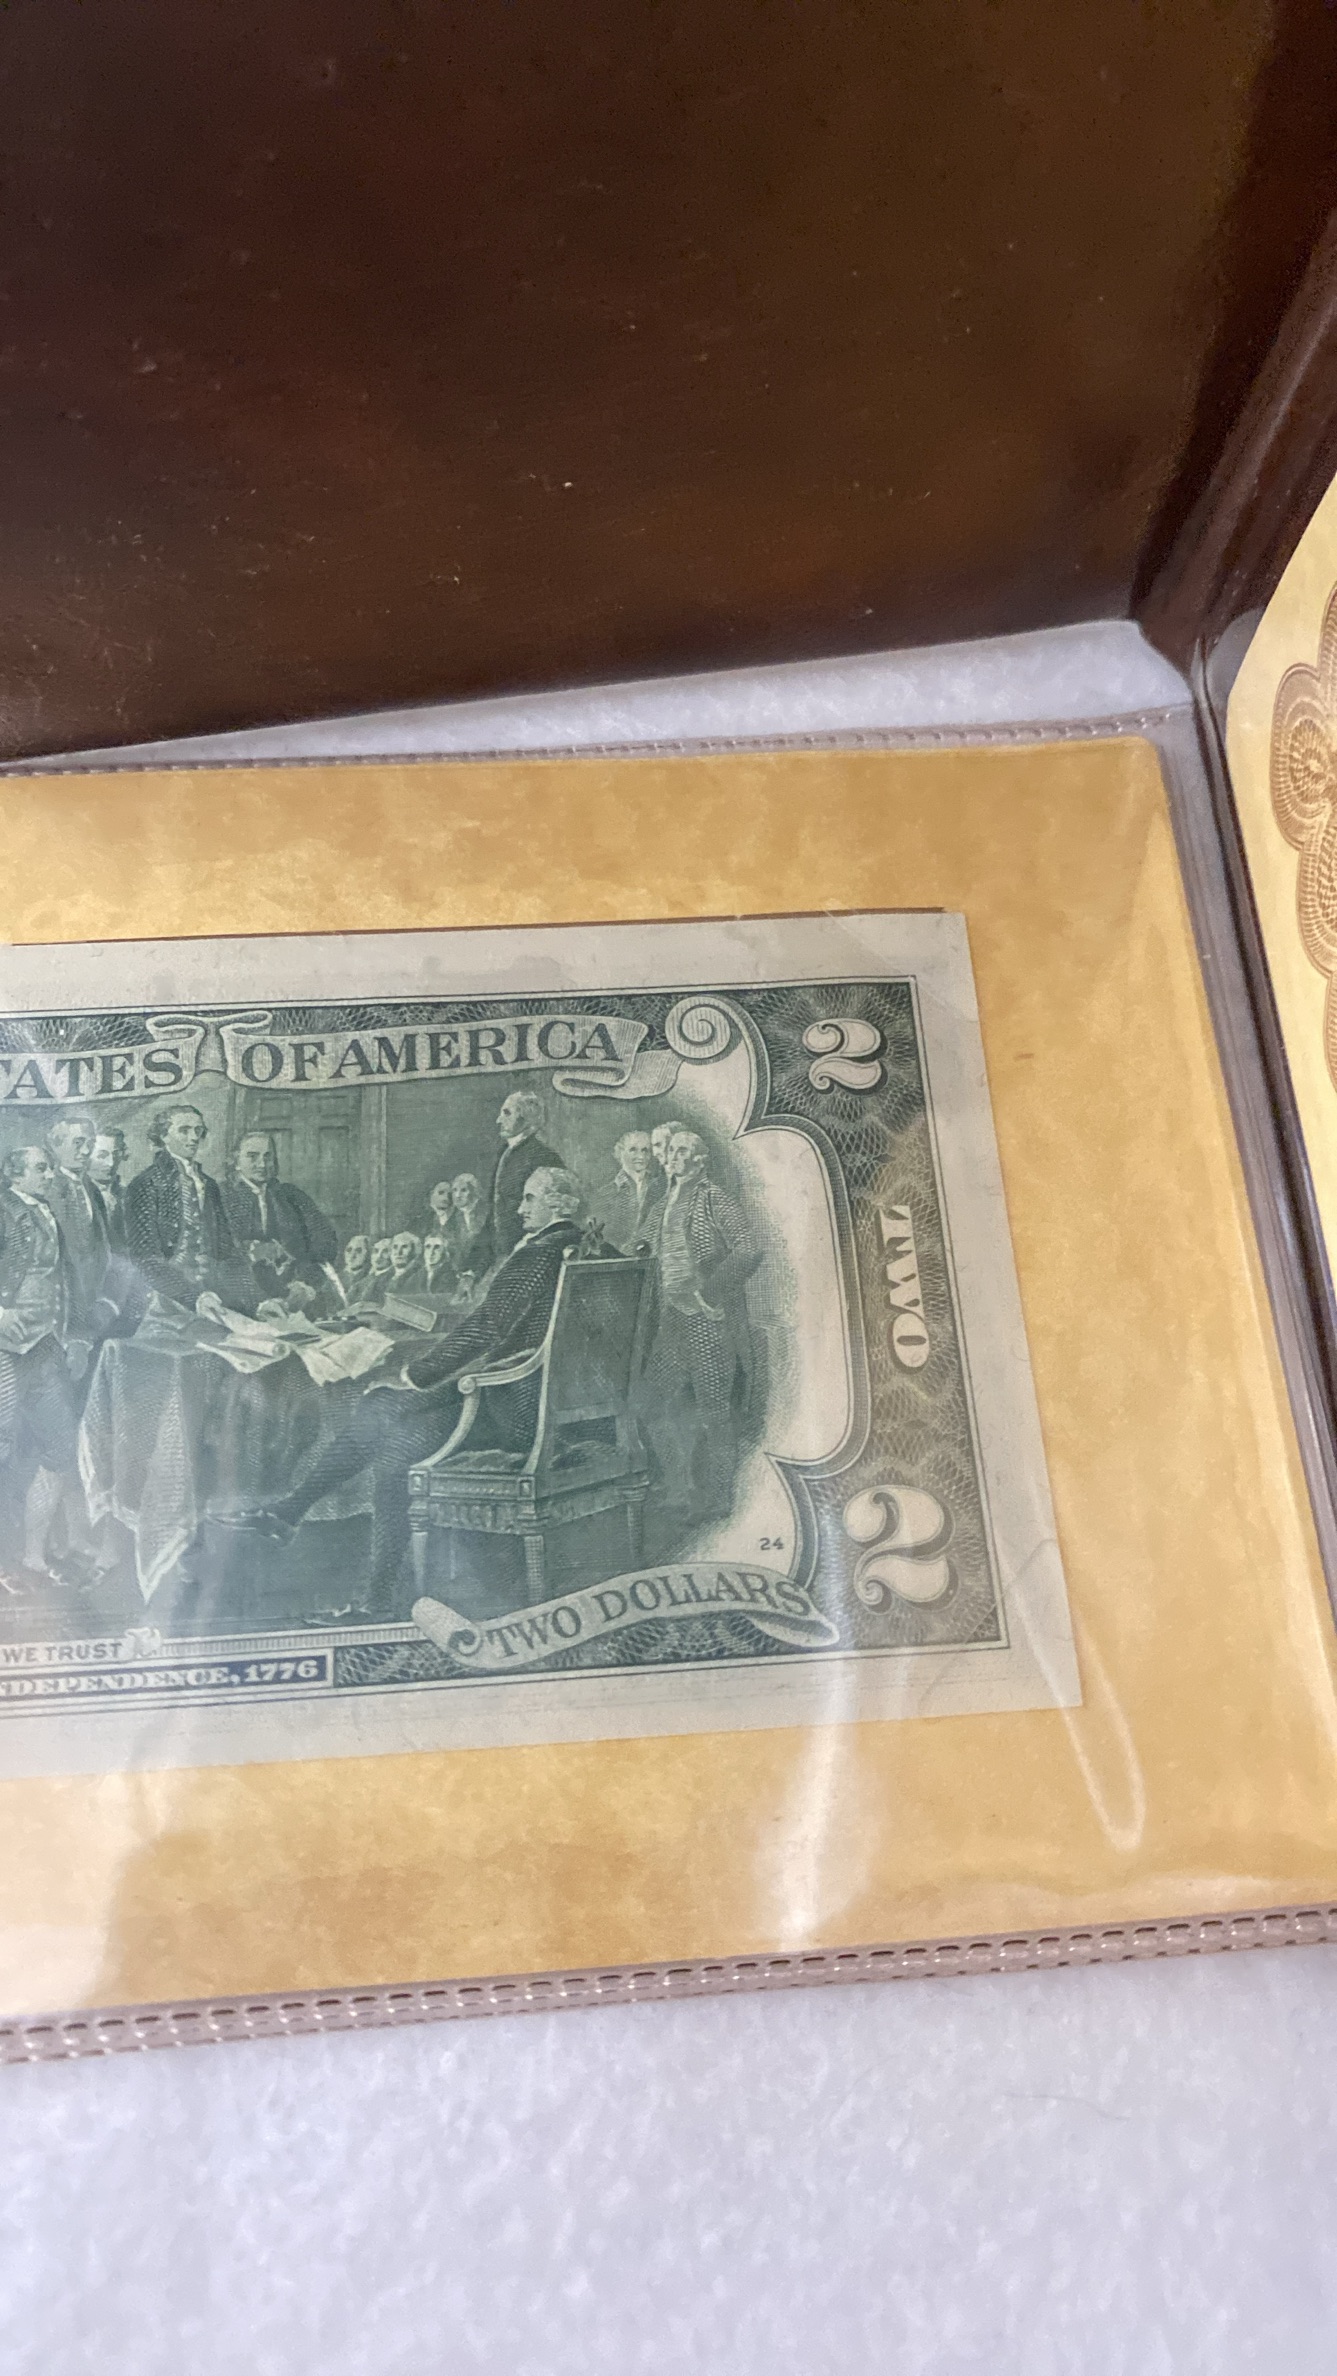 TATES OF AMERICA
2
TWO
24
2
TWO DOLLARS
WE TRUST
NDEPENDENCE, 1776